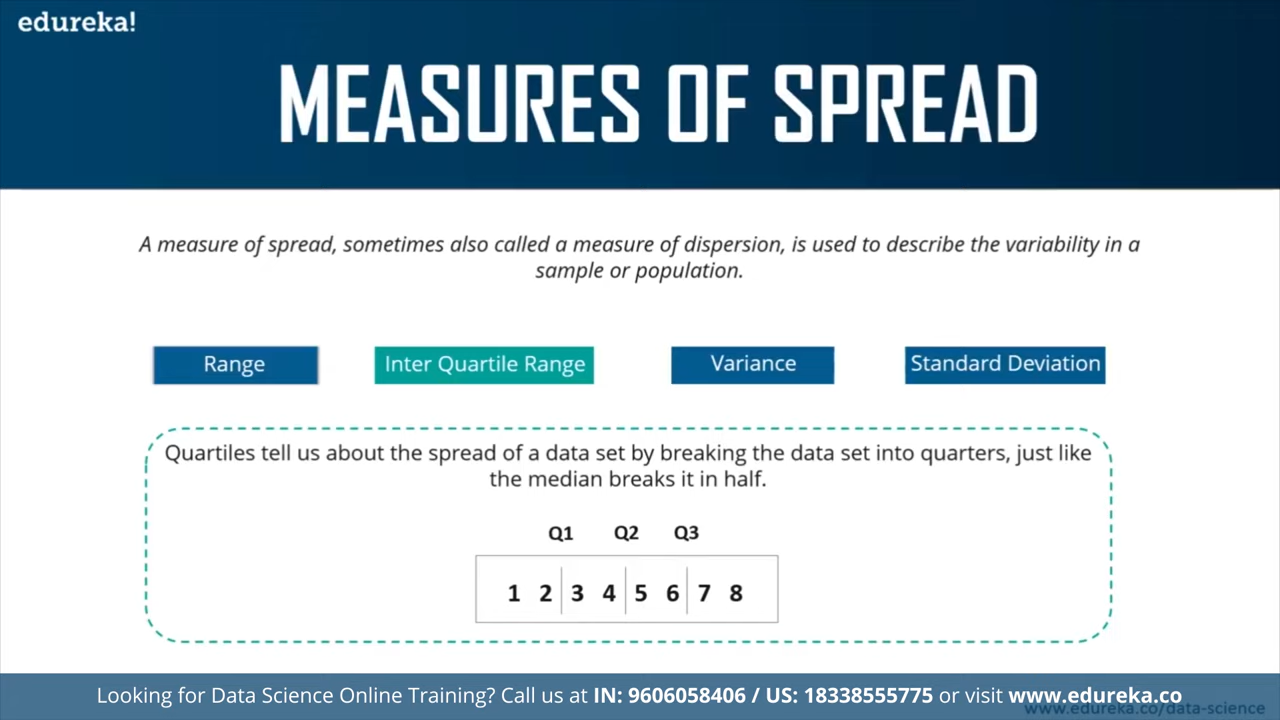 edureka!
MEASURES OF SPREAD
A measure of spread, sometimes also called a measure of dispersion, is used to describe the variability in a
sample or population.
Range
Inter Quartile Range
Variance
Standard Deviation
Quartiles tell us about the spread of a data set by breaking the data set into quarters, just like
the median breaks it in half.
Q1 Q2 Q3
1 2 3 4 5 6 7 8
Looking for Data Science Online Training? Call us at IN: 9606058406 / US: 18338555775 or visit www.edureka.co
www.edureka.co/data-science